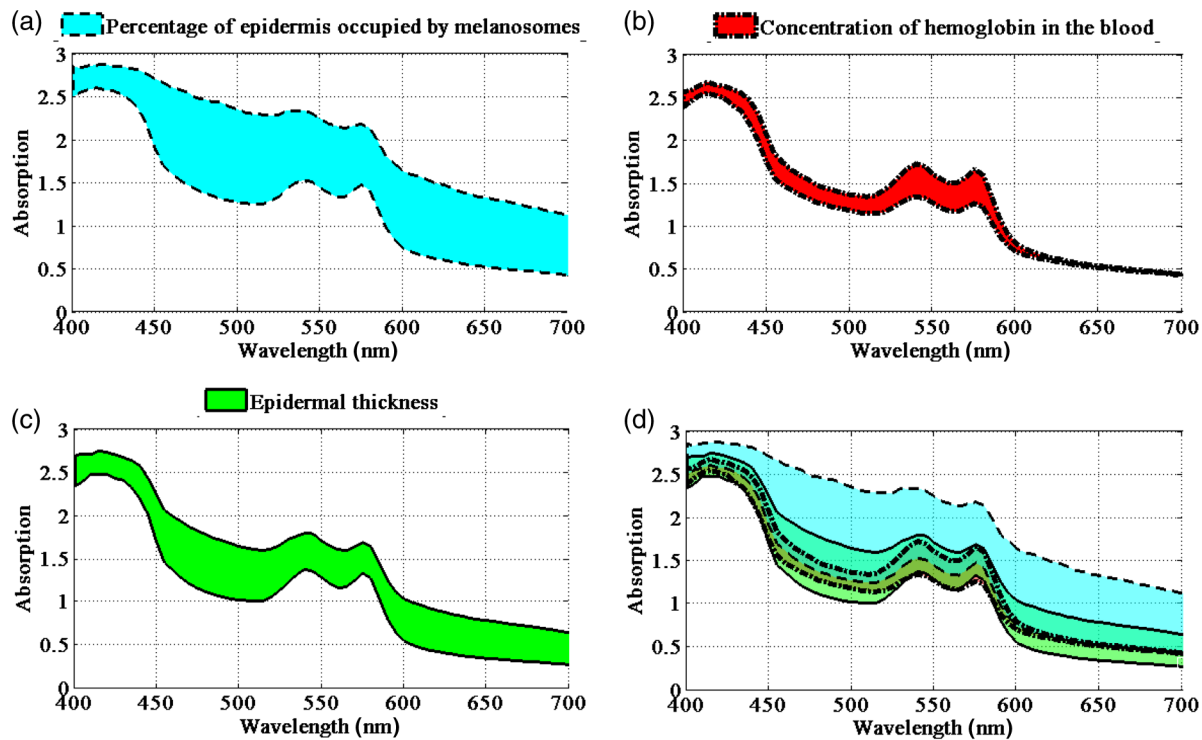 (a) Percentage of epidermis occupied by melanosomes
3
2.5
2
1.5
1
0.5
0
Absorption
400 450 500 550 600 650 700
Wavelength (nm)
(b) Concentration of hemoglobin in the blood
3
2.5
2
1.5
1
0.5
0
Absorption
400 450 500 550 600 650 700
Wavelength (nm)
(c) Epidermal thickness
3
2.5
2
1.5
1
0.5
0
Absorption
400 450 500 550 600 650 700
Wavelength (nm)
(d)
3
2.5
2
1.5
1
0.5
0
Absorption
400 450 500 550 600 650 700
Wavelength (nm)